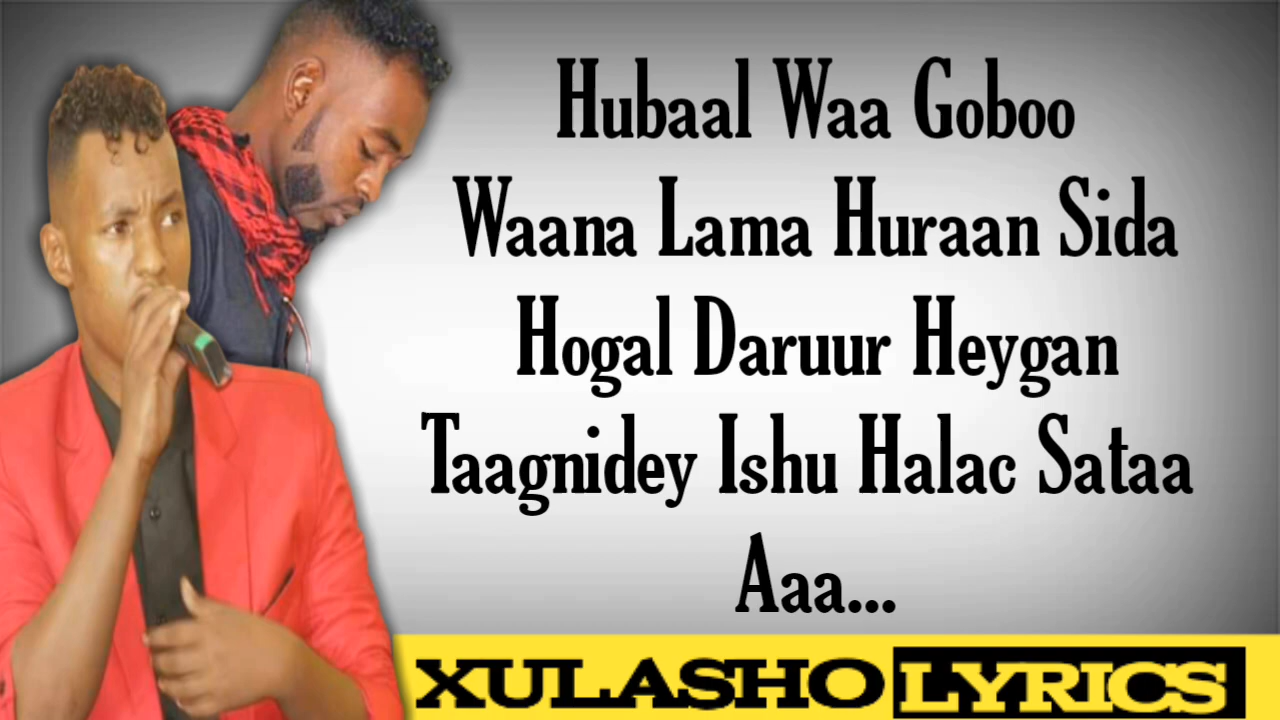 Hubaal Waa Goboo
Waana Lama Huraan Sida
Hogal Daruur Heygan
Taagnidey Ishu Halac Sataa
Aaa...
XULASHO LYRICS